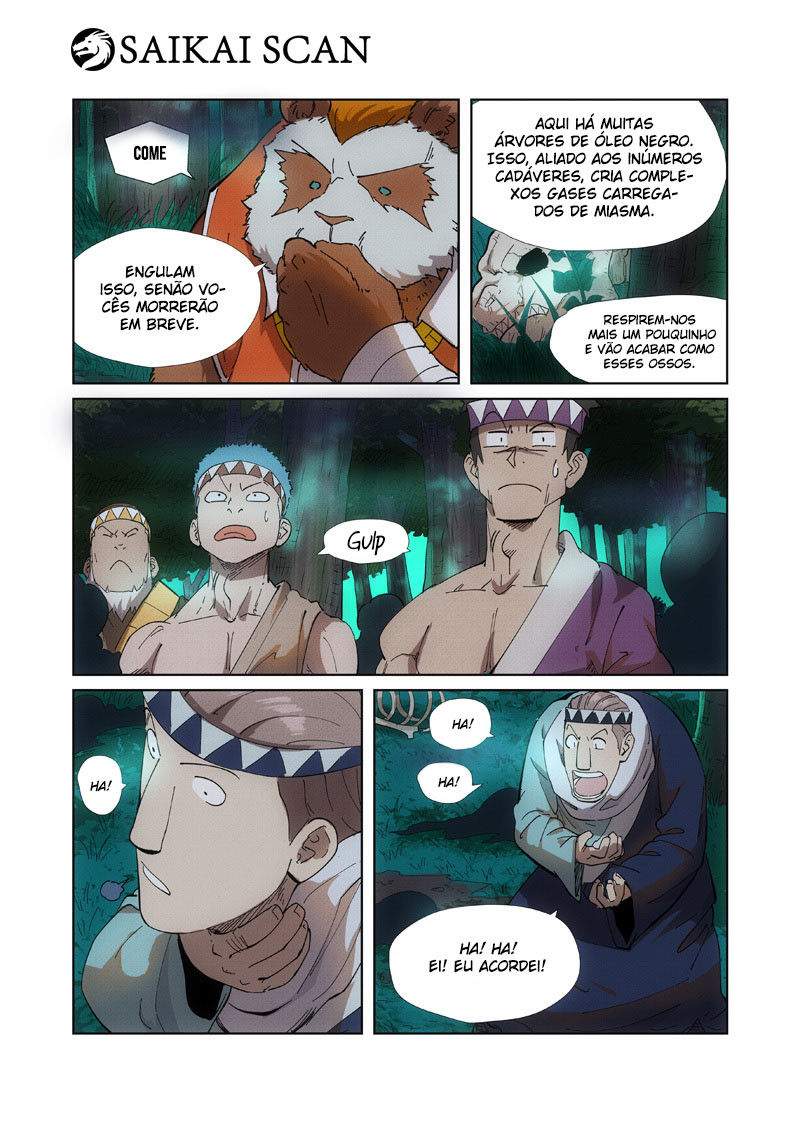 SAIKAI SCAN
COME
ENGULAM
ISSO, SENÃO VO-
CÊS MORRERÃO
EM BREVE.
AQUI HÁ MUITAS
ÁRVORES DE ÓLEO NEGRO.
ISSO, ALIADO AOS INÚMEROS
CADÁVERES, CRIA COMPLE-
XOS GASES CARREGA-
DOS DE MIASMA.
RESPIREM-NOS
MAIS UM POUQUINHO
E VÃO ACABAR COMO
ESSES OSSOS.
GULP
HA!
HA!
HA!
HA! HA!
EI! EU ACORDEI!